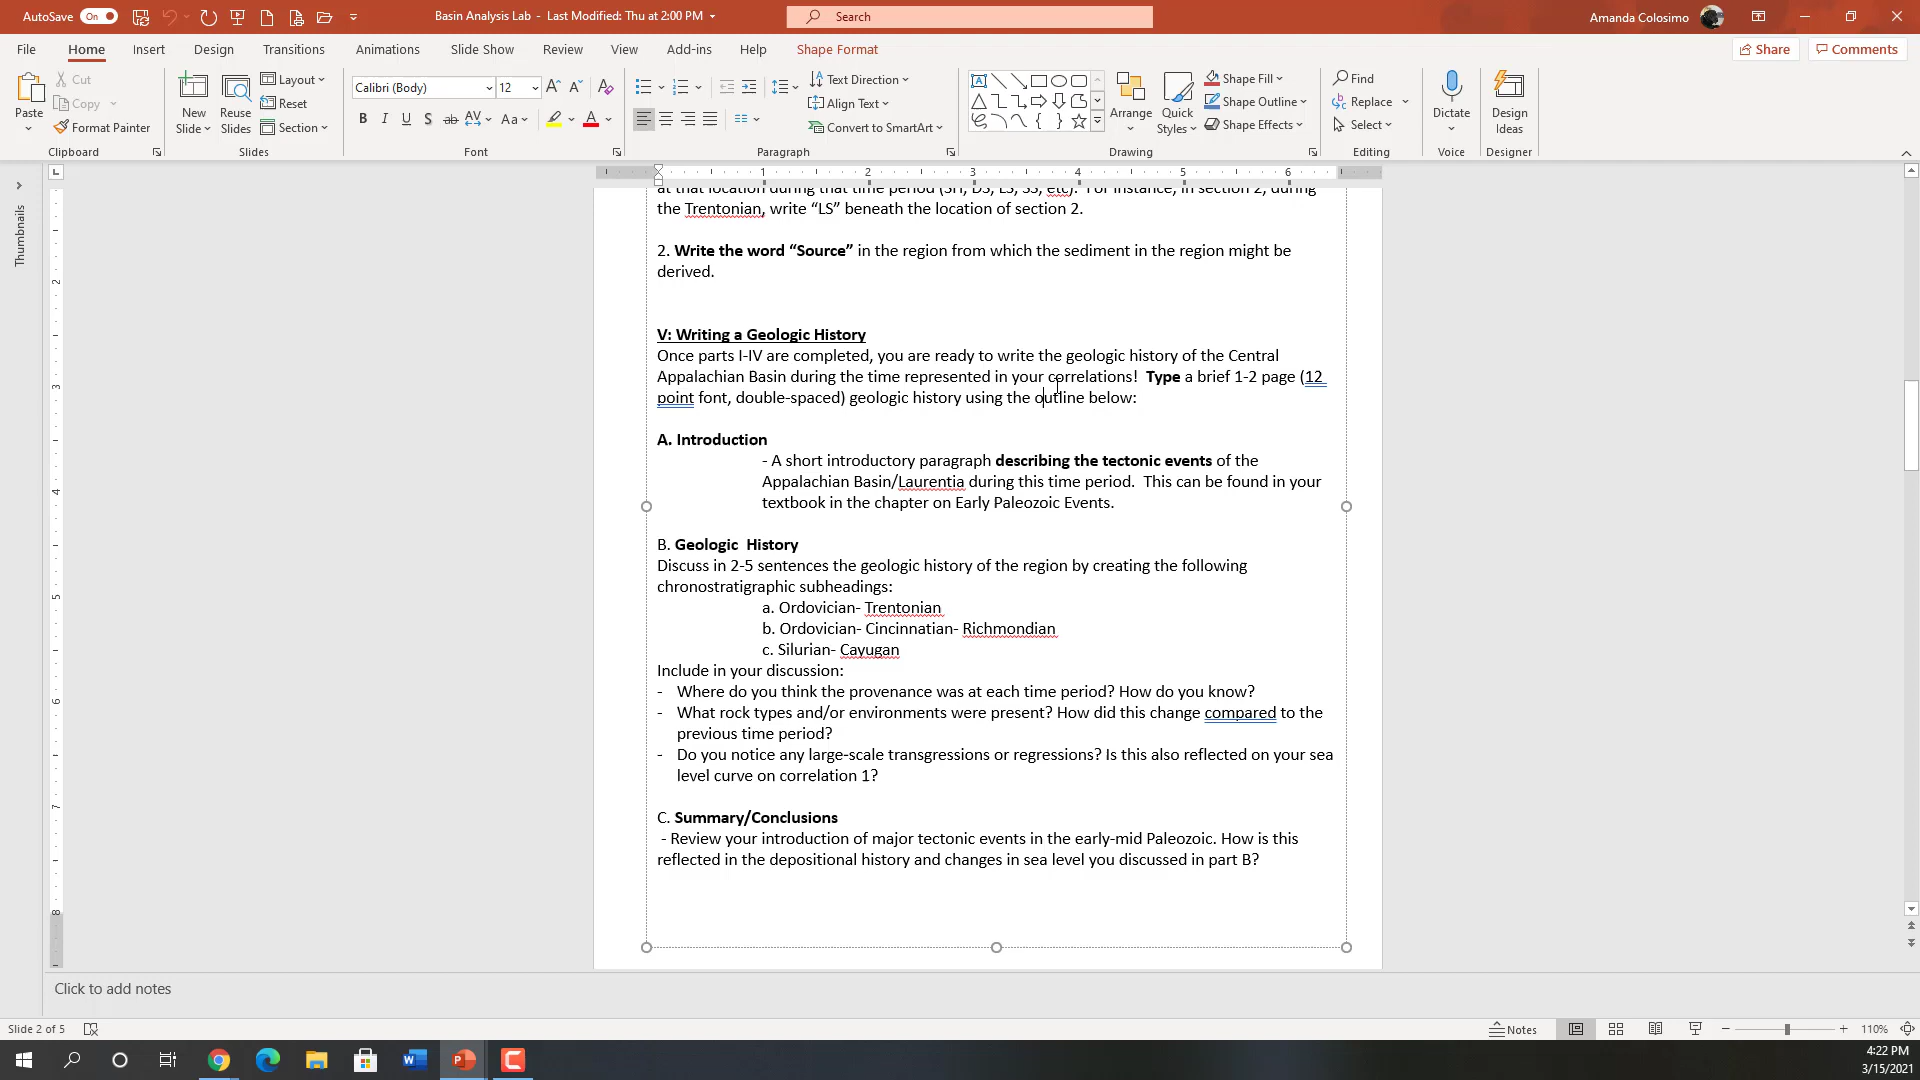 AutoSave On
Basin Analysis Lab - Last Modified: Thu at 2:00 PM
Search
Amanda Colosimo
File Home Insert Design Transitions Animations Slide Show Review View Add-ins Help Shape Format
Share Comments
Paste
Cut
Copy
Format Painter
Clipboard
New Slide
Reuse Slides
Layout
Reset
Section
Slides
Calibri (Body) 12
B I U S ab AV Aa A
Font
Text Direction
Align Text
Convert to SmartArt
Paragraph
Arrange
Quick Styles
Shape Fill
Shape Outline
Shape Effects
Drawing
Find
Replace
Select
Editing
Dictate
Voice
Design Ideas
Designer
1 2 3 4 5 6
Thumbnails
2
3
4
5
6
7
8
at that location during that time period (SH, DS, LS, SS, etc). For instance, in section 2, during
the Trentonian, write “LS” beneath the location of section 2.
2. Write the word “Source” in the region from which the sediment in the region might be
derived.
V: Writing a Geologic History
Once parts I-IV are completed, you are ready to write the geologic history of the Central
Appalachian Basin during the time represented in your correlations! Type a brief 1-2 page (12
point font, double-spaced) geologic history using the outline below:
A. Introduction
- A short introductory paragraph describing the tectonic events of the
Appalachian Basin/Laurentia during this time period. This can be found in your
textbook in the chapter on Early Paleozoic Events.
B. Geologic History
Discuss in 2-5 sentences the geologic history of the region by creating the following
chronostratigraphic subheadings:
a. Ordovician- Trentonian
b. Ordovician- Cincinnatian- Richmondian
c. Silurian- Cayugan
Include in your discussion:
- Where do you think the provenance was at each time period? How do you know?
- What rock types and/or environments were present? How did this change compared to the
previous time period?
- Do you notice any large-scale transgressions or regressions? Is this also reflected on your sea
level curve on correlation 1?
C. Summary/Conclusions
- Review your introduction of major tectonic events in the early-mid Paleozoic. How is this
reflected in the depositional history and changes in sea level you discussed in part B?
Click to add notes
Slide 2 of 5
Notes
110%
4:22 PM
3/15/2021